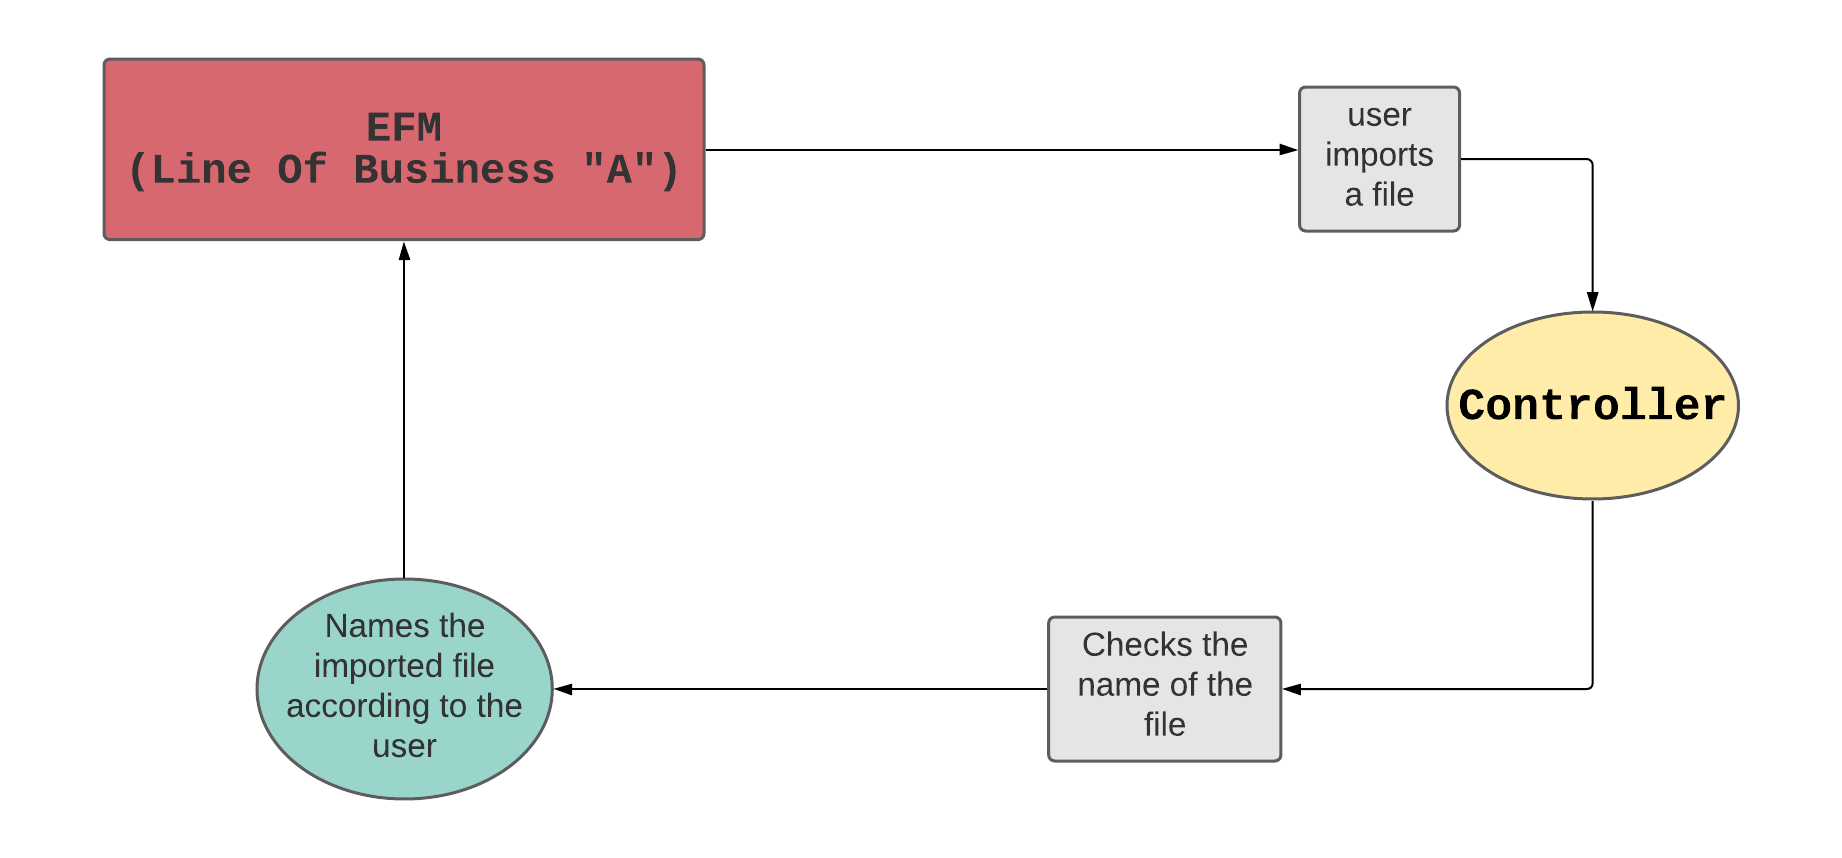 EFM
(Line Of Business "A")
user
imports
a file
Controller
Checks the
name of the
file
Names the
imported file
according to the
user